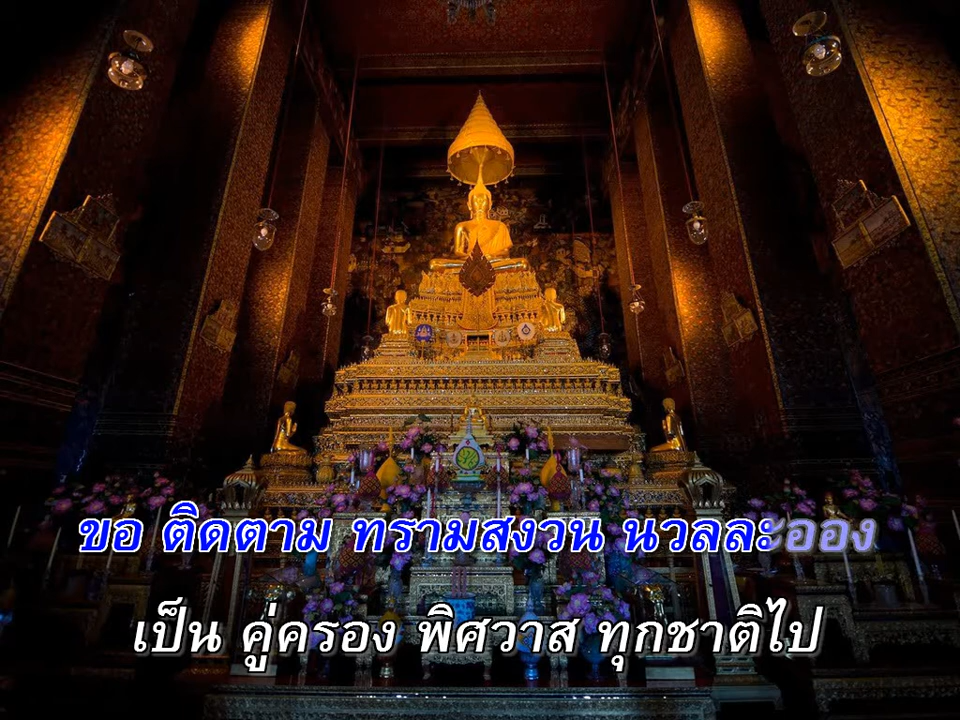 ขอ ติดตาม ทรามสงวน นวลละออง
เป็น คู่ครอง พิศวาส ทุกชาติไป